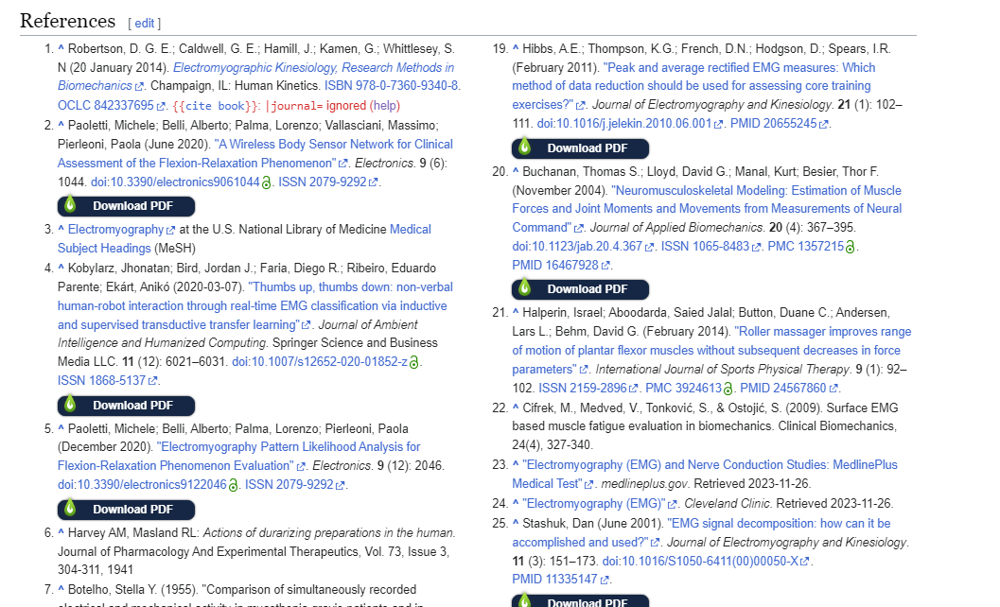 References [ edit ]
1. ^ Robertson, D. G. E.; Caldwell, G. E.; Hamill, J.; Kamen, G.; Whittlesey, S.
N (20 January 2014). Electromyographic Kinesiology, Research Methods in
Biomechanics. Champaign, IL: Human Kinetics. ISBN 978-0-7360-9340-8.
OCLC 842337695. {{cite book}}: |journal= ignored (help)
2. ^ Paoletti, Michele; Belli, Alberto; Palma, Lorenzo; Vallasciani, Massimo;
Pierleoni, Paola (June 2020). "A Wireless Body Sensor Network for Clinical
Assessment of the Flexion-Relaxation Phenomenon". Electronics. 9 (6):
1044. doi:10.3390/electronics9061044. ISSN 2079-9292.
Download PDF
3. ^ Electromyography at the U.S. National Library of Medicine Medical
Subject Headings (MeSH)
4. ^ Kobylarz, Jhonatan; Bird, Jordan J.; Faria, Diego R.; Ribeiro, Eduardo
Parente; Ekárt, Anikó (2020-03-07). "Thumbs up, thumbs down: non-verbal
human-robot interaction through real-time EMG classification via inductive
and supervised transductive transfer learning". Journal of Ambient
Intelligence and Humanized Computing. Springer Science and Business
Media LLC. 11 (12): 6021–6031. doi:10.1007/s12652-020-01852-z.
ISSN 1868-5137.
Download PDF
5. ^ Paoletti, Michele; Belli, Alberto; Palma, Lorenzo; Pierleoni, Paola
(December 2020). "Electromyography Pattern Likelihood Analysis for
Flexion-Relaxation Phenomenon Evaluation". Electronics. 9 (12): 2046.
doi:10.3390/electronics9122046. ISSN 2079-9292.
Download PDF
6. ^ Harvey AM, Masland RL: Actions of durarizing preparations in the human.
Journal of Pharmacology And Experimental Therapeutics, Vol. 73, Issue 3,
304-311, 1941
7. ^ Botelho, Stella Y. (1955). "Comparison of simultaneously recorded
electrical and mechanical activity in myasthenia gravis patients and in
19. ^ Hibbs, A.E.; Thompson, K.G.; French, D.N.; Hodgson, D.; Spears, I.R.
(February 2011). "Peak and average rectified EMG measures: Which
method of data reduction should be used for assessing core training
exercises?". Journal of Electromyography and Kinesiology. 21 (1): 102–
111. doi:10.1016/j.jelekin.2010.06.001. PMID 20655245.
Download PDF
20. ^ Buchanan, Thomas S.; Lloyd, David G.; Manal, Kurt; Besier, Thor F.
(November 2004). "Neuromusculoskeletal Modeling: Estimation of Muscle
Forces and Joint Moments and Movements from Measurements of Neural
Command". Journal of Applied Biomechanics. 20 (4): 367–395.
doi:10.1123/jab.20.4.367. ISSN 1065-8483. PMC 1357215.
PMID 16467928.
Download PDF
21. ^ Halperin, Israel; Aboodarda, Saied Jalal; Button, Duane C.; Andersen,
Lars L.; Behm, David G. (February 2014). "Roller massager improves range
of motion of plantar flexor muscles without subsequent decreases in force
parameters". International Journal of Sports Physical Therapy. 9 (1): 92–
102. ISSN 2159-2896. PMC 3924613. PMID 24567860.
22. ^ Cifrek, M., Medved, V., Tonković, S., & Ostojić, S. (2009). Surface EMG
based muscle fatigue evaluation in biomechanics. Clinical Biomechanics,
24(4), 327-340.
23. ^ "Electromyography (EMG) and Nerve Conduction Studies: MedlinePlus
Medical Test". medlineplus.gov. Retrieved 2023-11-26.
24. ^ "Electromyography (EMG)". Cleveland Clinic. Retrieved 2023-11-26.
25. ^ Stashuk, Dan (June 2001). "EMG signal decomposition: how can it be
accomplished and used?". Journal of Electromyography and Kinesiology.
11 (3): 151–173. doi:10.1016/S1050-6411(00)00050-X.
PMID 11335147.
Download PDF